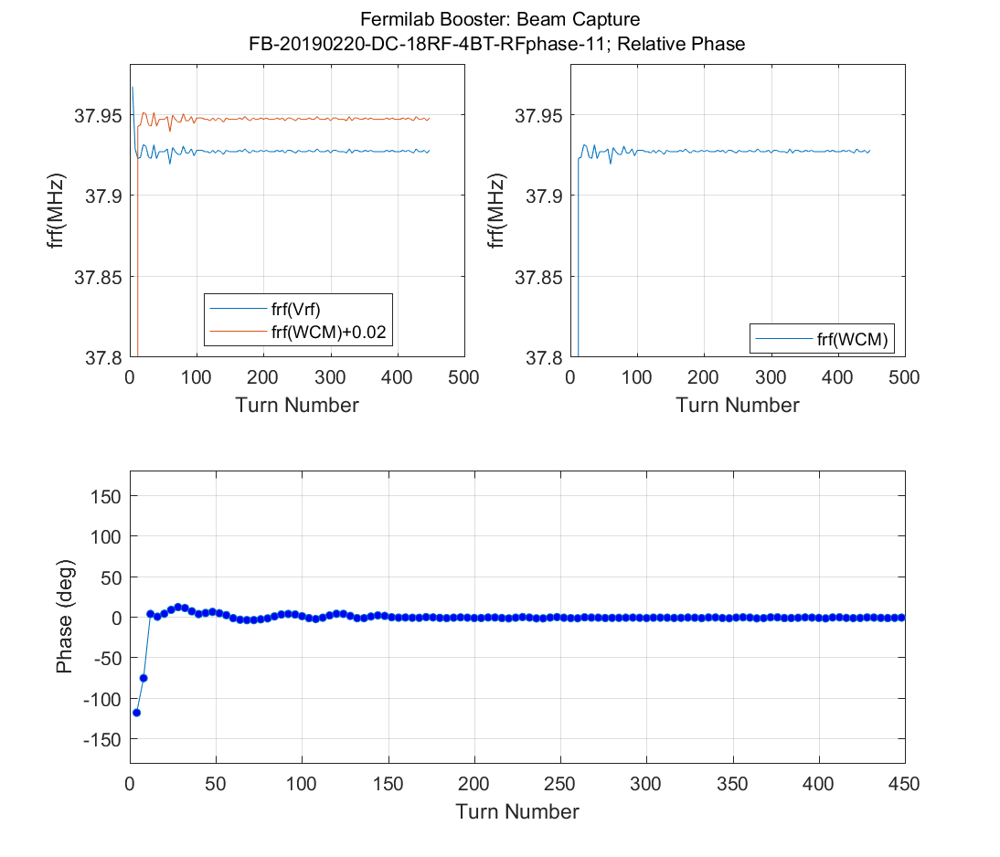 Fermilab Booster: Beam Capture
FB-20190220-DC-18RF-4BT-RFphase-11; Relative Phase
37.95
37.9
37.85
37.8
frf(MHz)
frf(Vrf)
frf(WCM)+0.02
0 100 200 300 400 500
Turn Number
37.95
37.9
37.85
37.8
frf(MHz)
frf(WCM)
0 100 200 300 400 500
Turn Number
150
100
50
0
-50
-100
-150
Phase (deg)
0 50 100 150 200 250 300 350 400 450
Turn Number